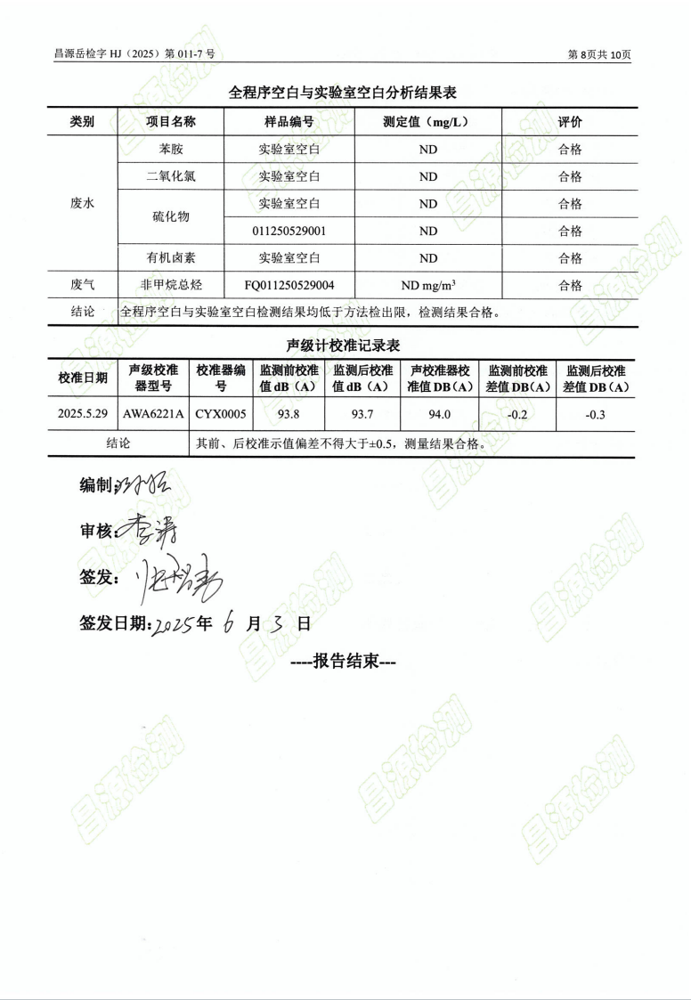 昌源岳检字 HJ（2025）第 011-7 号 第 8页共 10页
全程序空白与实验室空白分析结果表
类别 项目名称 样品编号 测定值（mg/L） 评价
废水 苯胺 实验室空白 ND 合格
二氧化氯 实验室空白 ND 合格
硫化物 实验室空白 ND 合格
011250529001 ND 合格
有机卤素 实验室空白 ND 合格
废气 非甲烷总烃 FQ011250529004 ND mg/m³ 合格
结论 全程序空白与实验室空白检测结果均低于方法检出限，检测结果合格。
声级计校准记录表
校准日期 声级校准器型号 校准器编号 监测前校准值 dB（A） 监测后校准值 dB（A） 声校准器校准值 DB（A） 监测前校准差值 DB（A） 监测后校准差值 DB（A）
2025.5.29 AWA6221A CYX0005 93.8 93.7 94.0 -0.2 -0.3
结论 其前、后校准示值偏差不得大于±0.5，测量结果合格。
编制:
审核:李涛
签发：
签发日期:2025年 6 月 3 日
----报告结束---
昌源检测